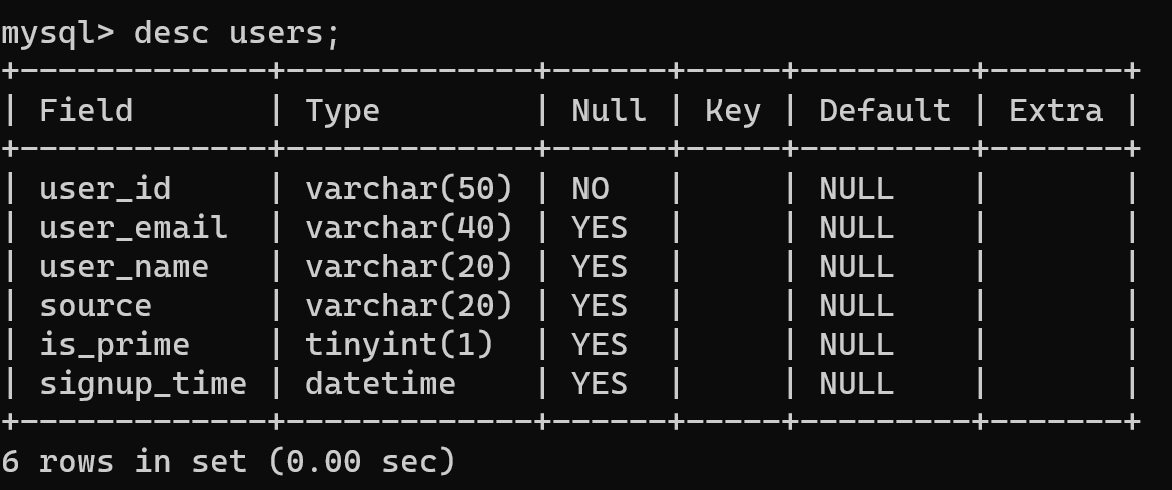 mysql> desc users;
+-------------+-------------+------+-----+---------+-------+
| Field       | Type        | Null | Key | Default | Extra |
+-------------+-------------+------+-----+---------+-------+
| user_id     | varchar(50) | NO   |     | NULL    |       |
| user_email  | varchar(40) | YES  |     | NULL    |       |
| user_name   | varchar(20) | YES  |     | NULL    |       |
| source      | varchar(20) | YES  |     | NULL    |       |
| is_prime    | tinyint(1)  | YES  |     | NULL    |       |
| signup_time | datetime    | YES  |     | NULL    |       |
+-------------+-------------+------+-----+---------+-------+
6 rows in set (0.00 sec)